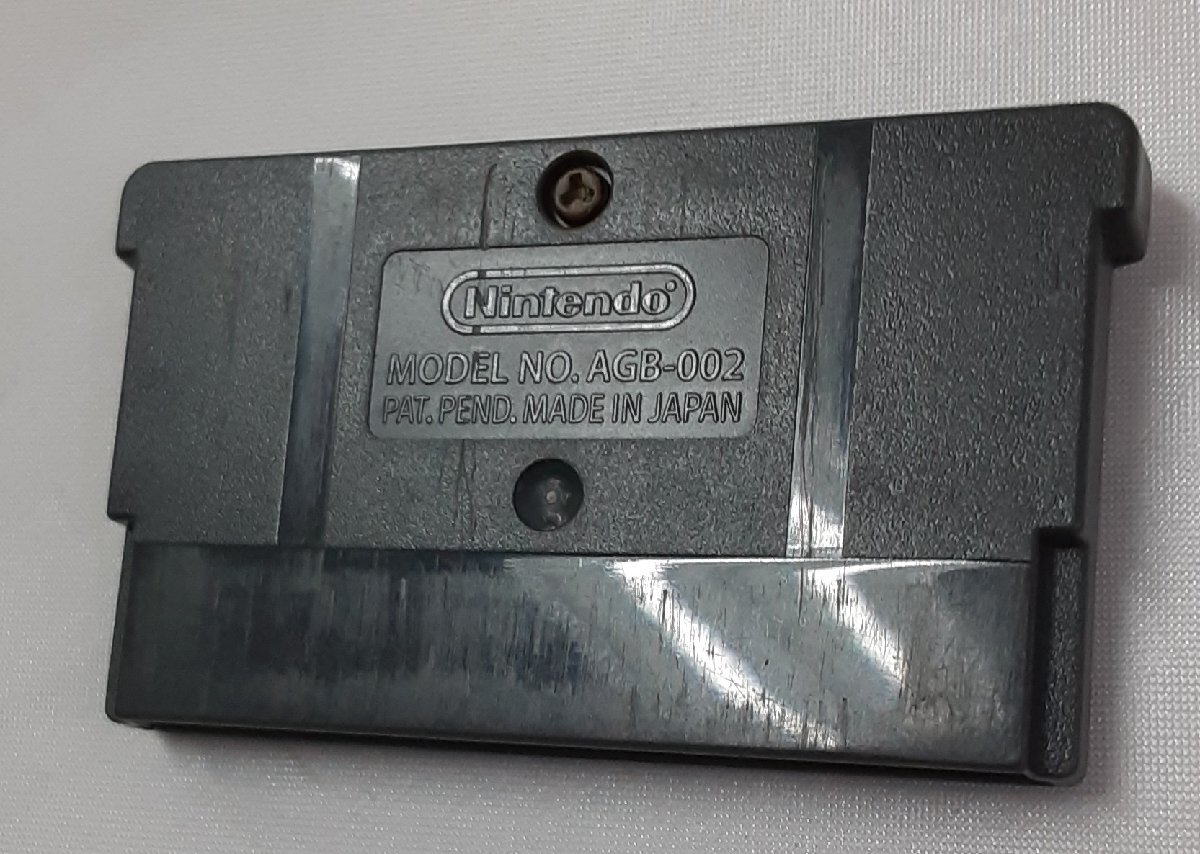 Nintendo®
MODEL NO. AGB-002
PAT. PEND. MADE IN JAPAN